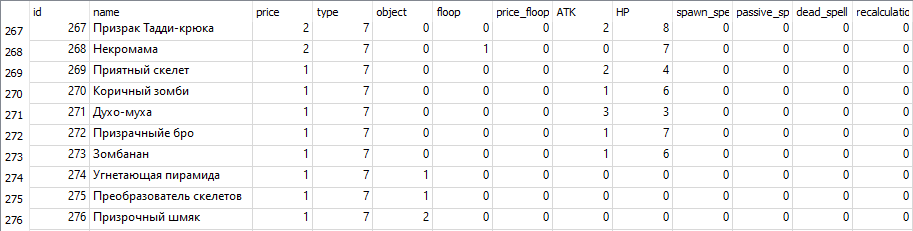 id name price type object floop price_floop ATK HP spawn_spe passive_sp dead_spell recalculatio
267 267 Призрак Тадди-крюка 2 7 0 0 0 2 8 0 0 0 0
268 268 Некромама 2 7 0 1 0 0 7 0 0 0 0
269 269 Приятный скелет 1 7 0 0 0 2 4 0 0 0 0
270 270 Коричный зомби 1 7 0 0 0 1 6 0 0 0 0
271 271 Духо-муха 1 7 0 0 0 3 3 0 0 0 0
272 272 Призрачныйе бро 1 7 0 0 0 1 7 0 0 0 0
273 273 Зомбанан 1 7 0 0 0 1 6 0 0 0 0
274 274 Угнетающая пирамида 1 7 1 0 0 0 0 0 0 0 0
275 275 Преобразователь скелетов 1 7 1 0 0 0 0 0 0 0 0
276 276 Призрочный шмяк 1 7 2 0 0 0 0 0 0 0 0